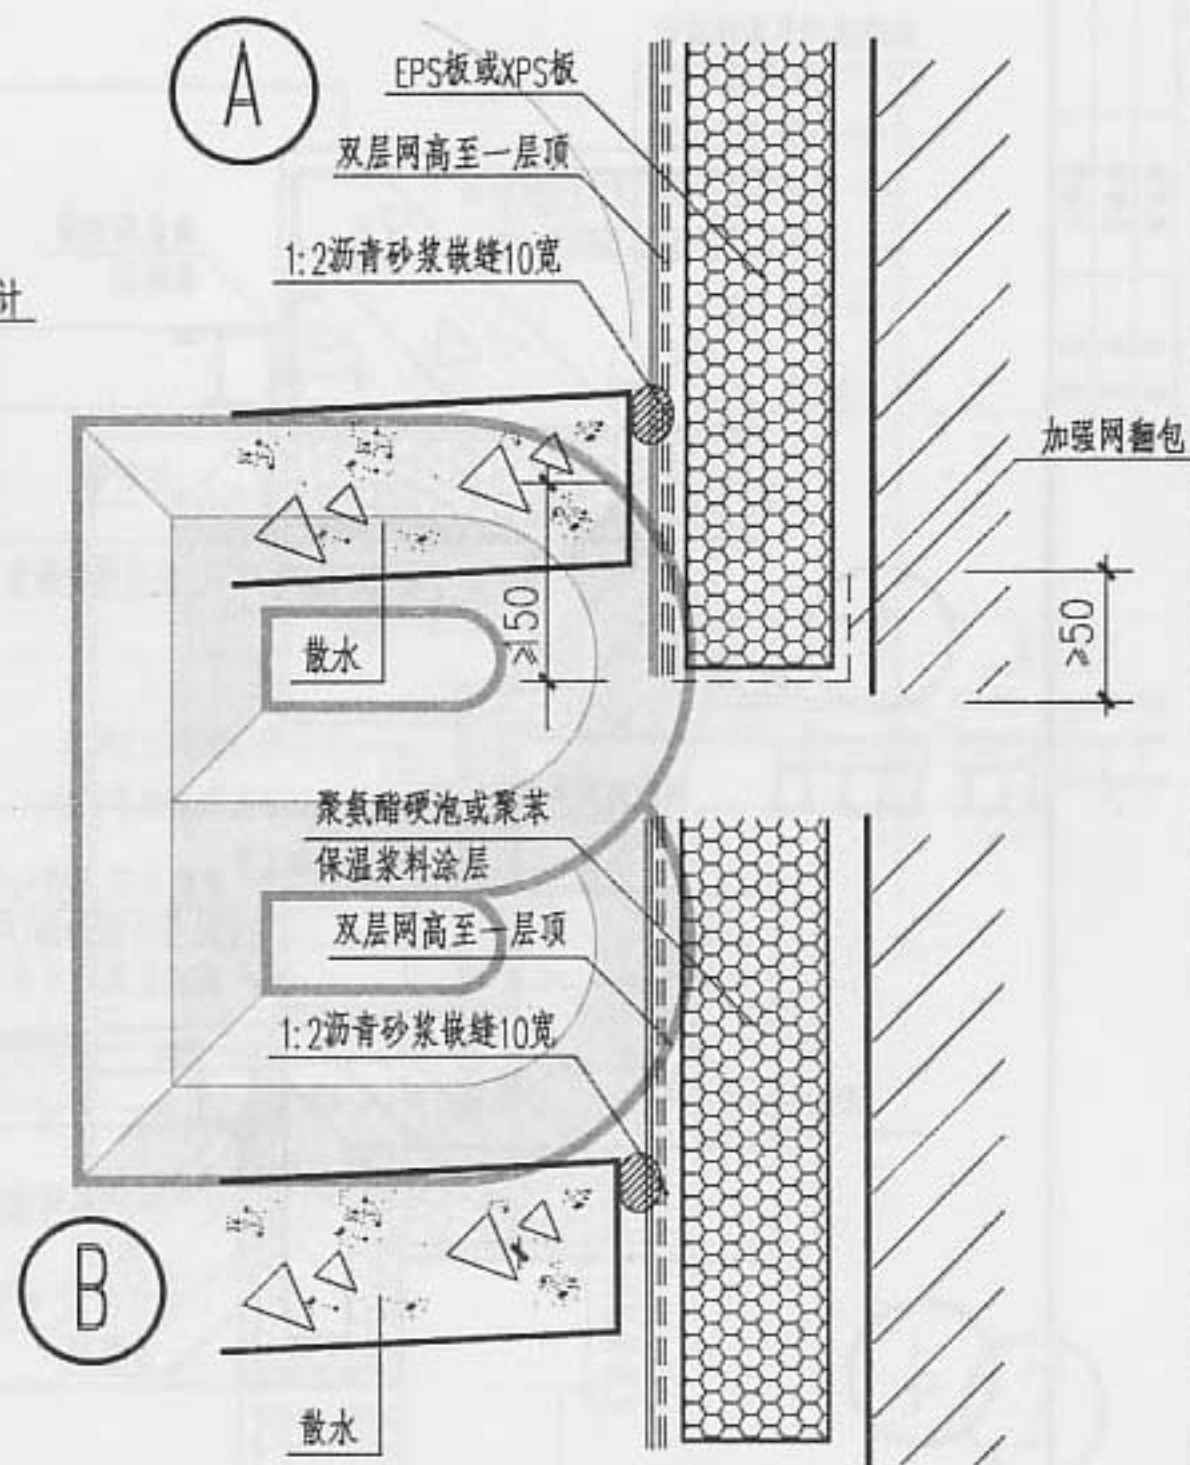 A
EPS板或XPS板
双层网高至一层顶
1:2沥青砂浆嵌缝10宽
计
加强网翻包
≥150
≥50
散水
聚氨酯硬泡或聚苯
保温浆料涂层
双层网高至一层顶
1:2沥青砂浆嵌缝10宽
B
散水